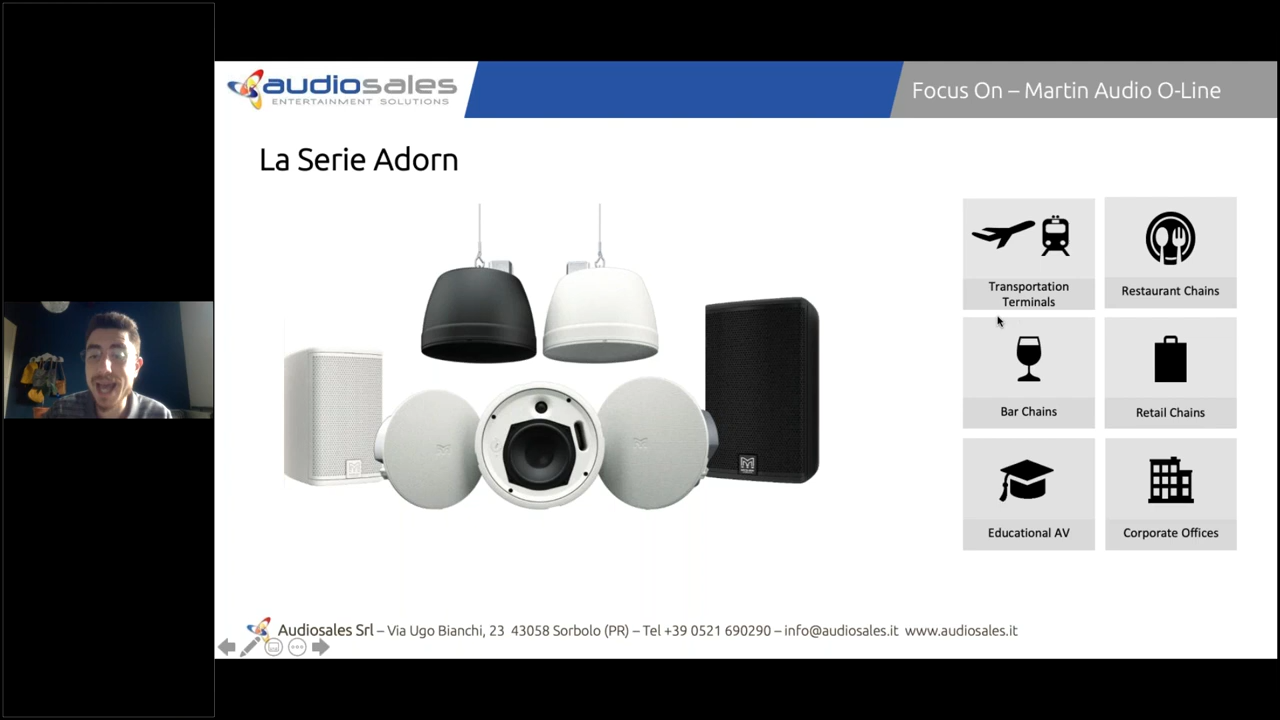 audiosales
ENTERTAINMENT SOLUTIONS
Focus On – Martin Audio O-Line
La Serie Adorn
Transportation
Terminals
Restaurant Chains
Bar Chains
Retail Chains
Educational AV
Corporate Offices
Audiosales Srl – Via Ugo Bianchi, 23 43058 Sorbolo (PR) – Tel +39 0521 690290 – info@audiosales.it www.audiosales.it